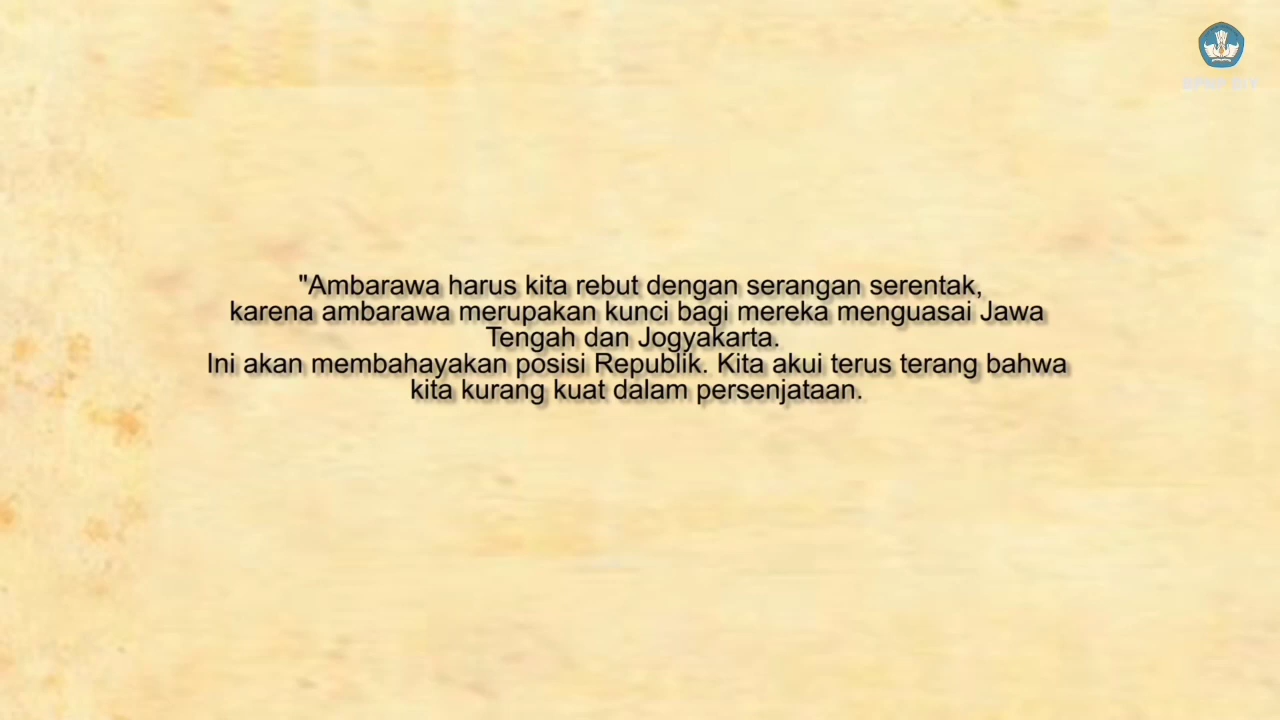 "Ambarawa harus kita rebut dengan serangan serentak,
karena ambarawa merupakan kunci bagi mereka menguasai Jawa
Tengah dan Jogyakarta.
Ini akan membahayakan posisi Republik. Kita akui terus terang bahwa
kita kurang kuat dalam persenjataan.